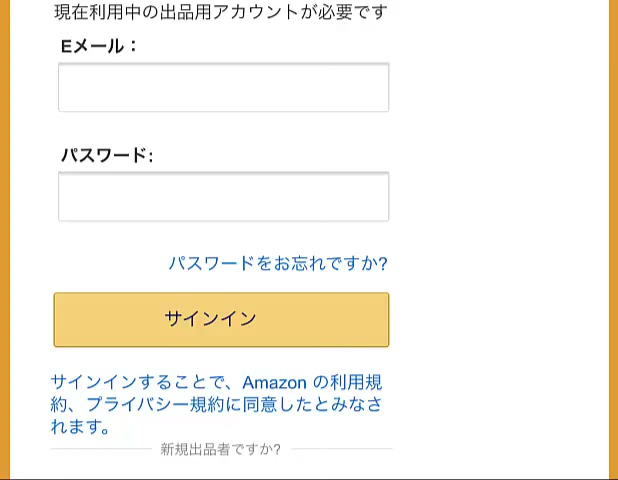 現在利用中の出品用アカウントが必要です
Eメール：
パスワード:
パスワードをお忘れですか?
サインイン
サインインすることで、Amazon の利用規
約、プライバシー規約に同意したとみなさ
れます。
新規出品者ですか?